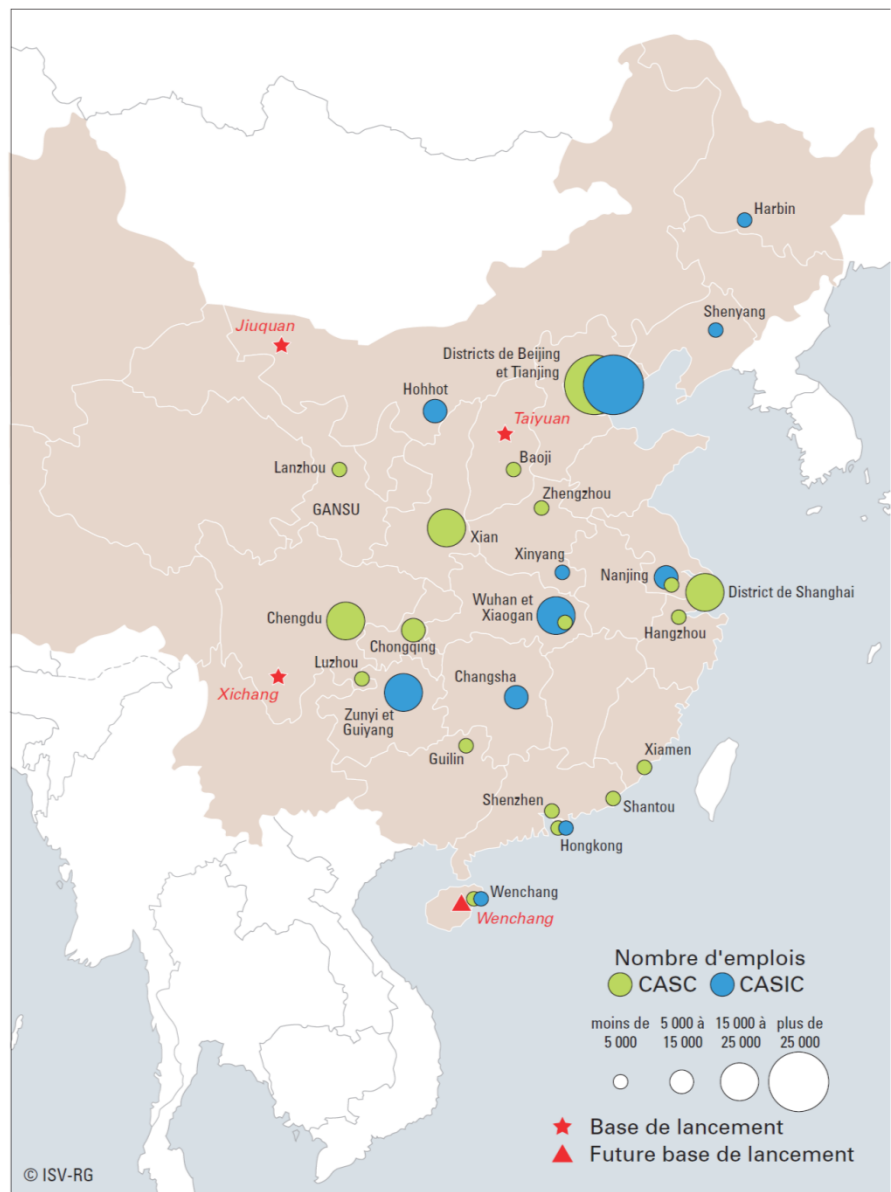 Harbin
Shenyang
Jiuquan
Districts de Beijing
et Tianjing
Hohhot
Taiyuan
Lanzhou
Baoji
GANSU
Zhengzhou
Xian
Xinyang
Nanjing
District de Shanghai
Wuhan et
Xiaogan
Chengdu
Hangzhou
Chongqing
Luzhou
Changsha
Xichang
Zunyi et
Guiyang
Guilin
Xiamen
Shenzhen
Shantou
Hongkong
Wenchang
Wenchang
Nombre d'emplois
CASC CASIC
moins de 5 000 à 15 000 à plus de
5 000 15 000 25 000 25 000
Base de lancement
Future base de lancement
© ISV-RG